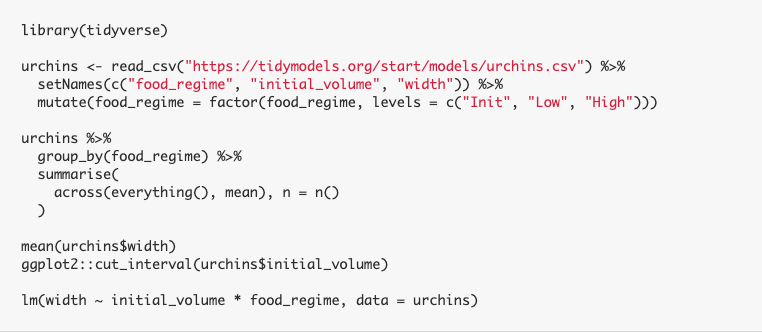 library(tidyverse)
urchins <- read_csv("https://tidymodels.org/start/models/urchins.csv") %>%
  setNames(c("food_regime", "initial_volume", "width")) %>%
  mutate(food_regime = factor(food_regime, levels = c("Init", "Low", "High")))
urchins %>%
  group_by(food_regime) %>%
  summarise(
    across(everything(), mean), n = n()
  )
mean(urchins$width)
ggplot2::cut_interval(urchins$initial_volume)
lm(width ~ initial_volume * food_regime, data = urchins)